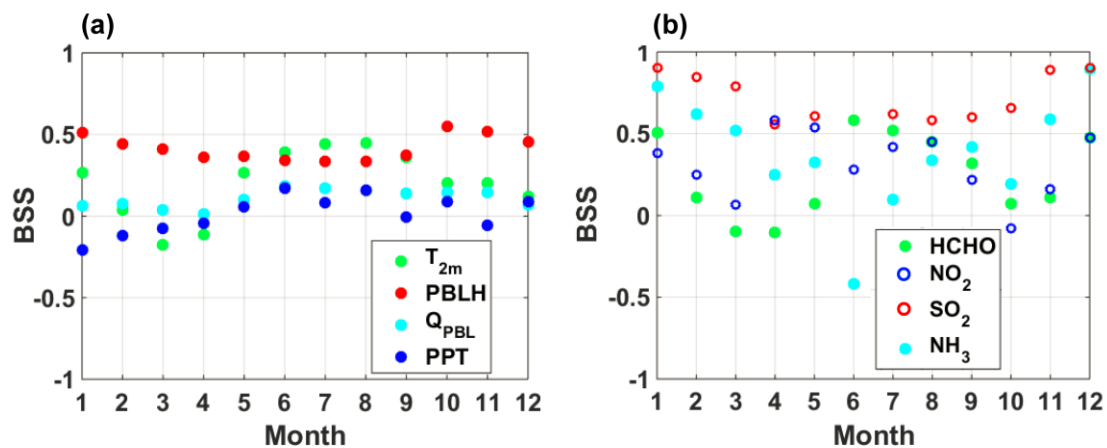 (a)
1
0.5
0
-0.5
-1
BSS
1 2 3 4 5 6 7 8 9 10 11 12
Month
T2m
PBLH
QPBL
PPT
(b)
1
0.5
0
-0.5
-1
BSS
1 2 3 4 5 6 7 8 9 10 11 12
Month
HCHO
NO2
SO2
NH3